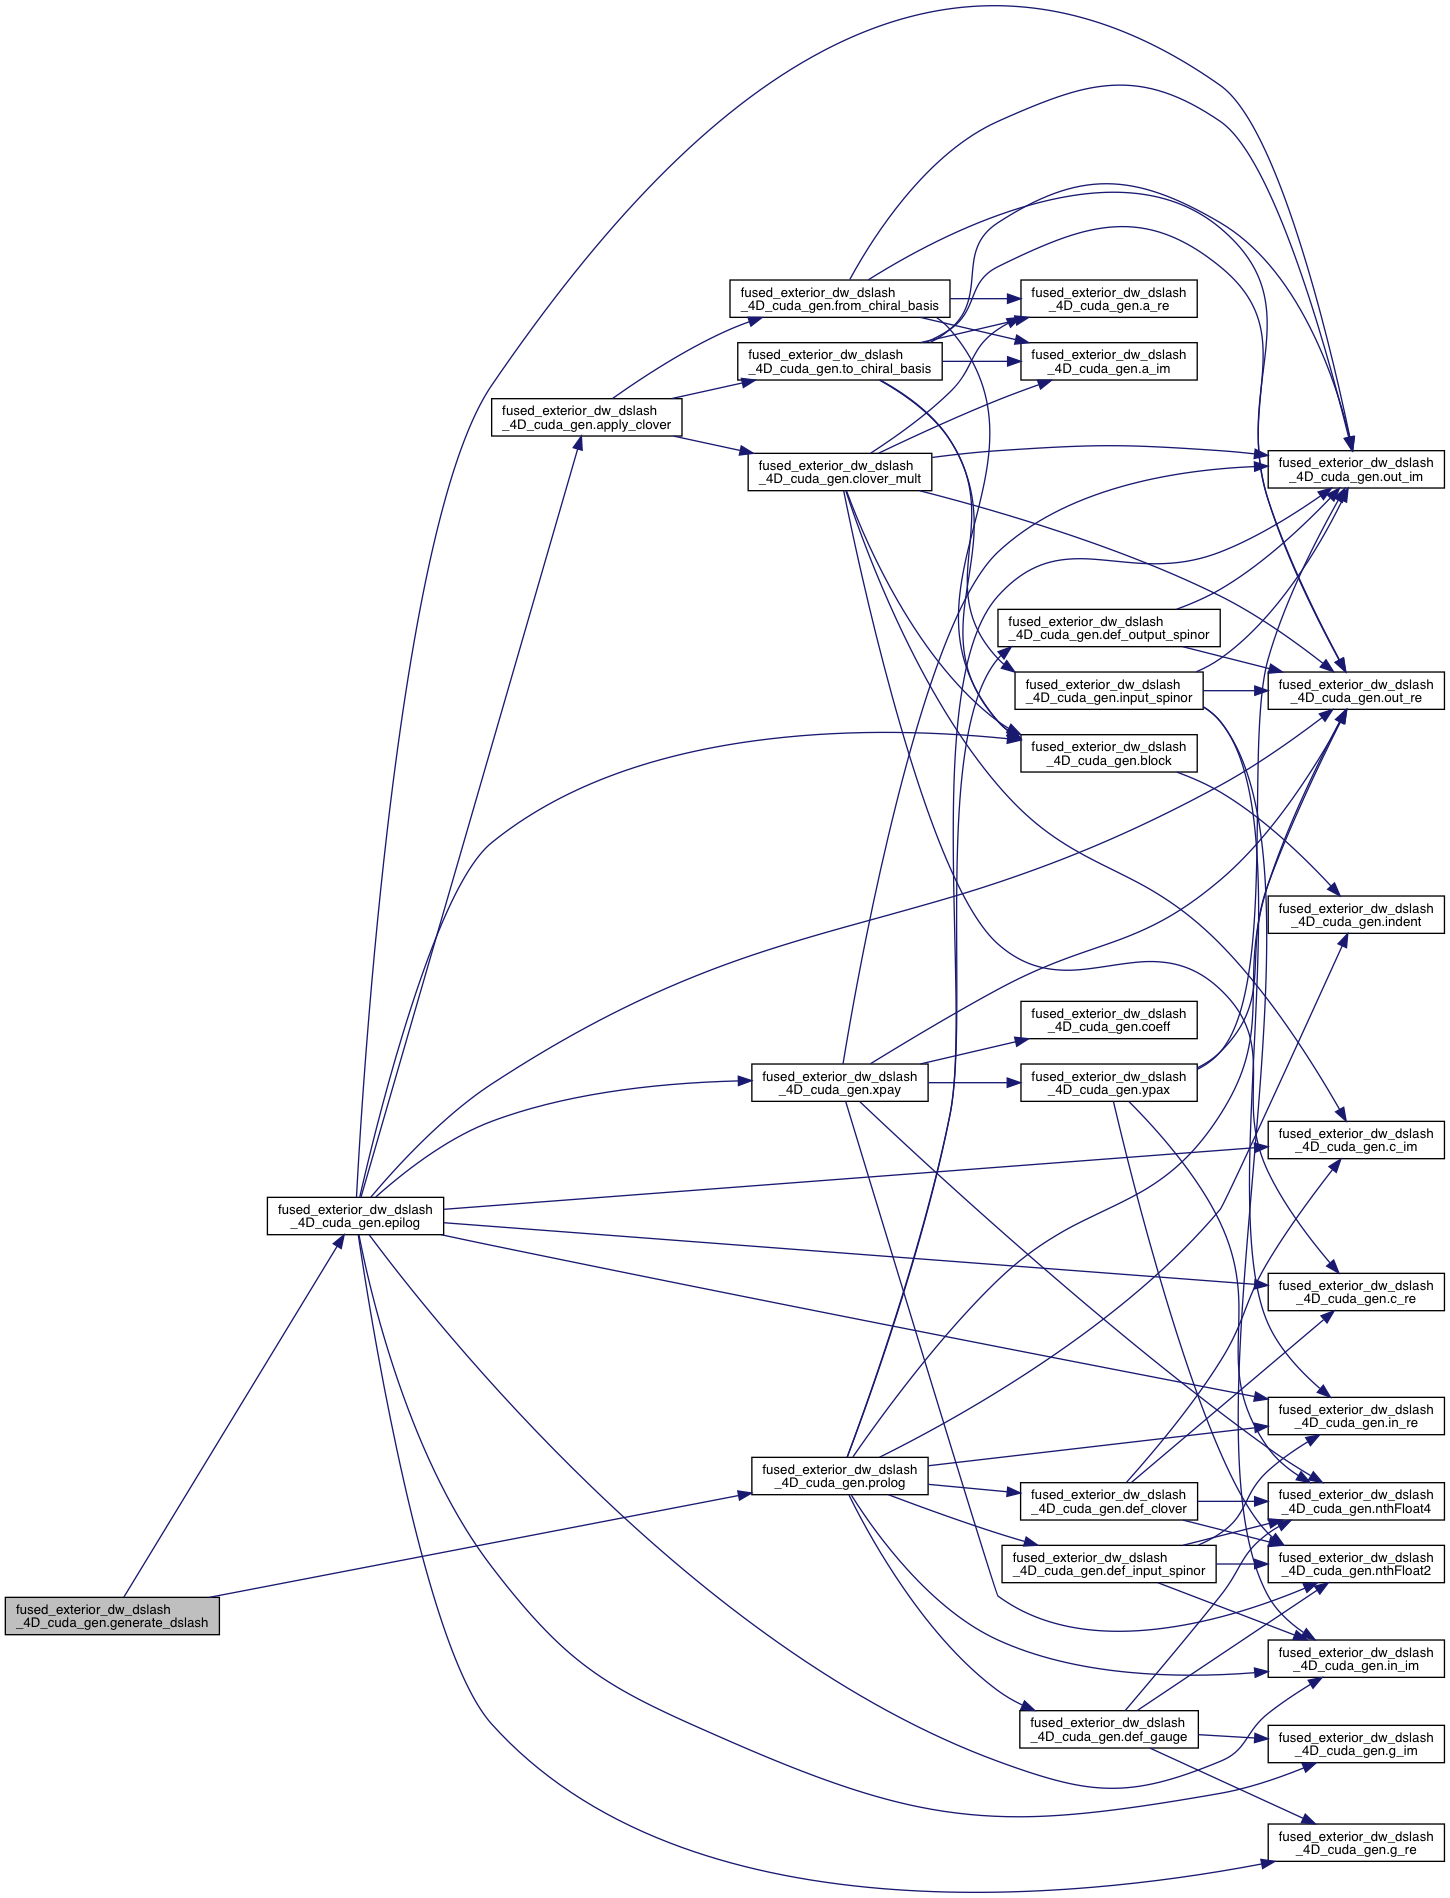 fused_exterior_dw_dslash
_4D_cuda_gen.from_chiral_basis
fused_exterior_dw_dslash
_4D_cuda_gen.a_re
fused_exterior_dw_dslash
_4D_cuda_gen.to_chiral_basis
fused_exterior_dw_dslash
_4D_cuda_gen.a_im
fused_exterior_dw_dslash
_4D_cuda_gen.apply_clover
fused_exterior_dw_dslash
_4D_cuda_gen.clover_mult
fused_exterior_dw_dslash
_4D_cuda_gen.out_im
fused_exterior_dw_dslash
_4D_cuda_gen.def_output_spinor
fused_exterior_dw_dslash
_4D_cuda_gen.input_spinor
fused_exterior_dw_dslash
_4D_cuda_gen.out_re
fused_exterior_dw_dslash
_4D_cuda_gen.block
fused_exterior_dw_dslash
_4D_cuda_gen.indent
fused_exterior_dw_dslash
_4D_cuda_gen.coeff
fused_exterior_dw_dslash
_4D_cuda_gen.xpay
fused_exterior_dw_dslash
_4D_cuda_gen.ypax
fused_exterior_dw_dslash
_4D_cuda_gen.c_im
fused_exterior_dw_dslash
_4D_cuda_gen.epilog
fused_exterior_dw_dslash
_4D_cuda_gen.c_re
fused_exterior_dw_dslash
_4D_cuda_gen.in_re
fused_exterior_dw_dslash
_4D_cuda_gen.prolog
fused_exterior_dw_dslash
_4D_cuda_gen.def_clover
fused_exterior_dw_dslash
_4D_cuda_gen.nthFloat4
fused_exterior_dw_dslash
_4D_cuda_gen.def_input_spinor
fused_exterior_dw_dslash
_4D_cuda_gen.nthFloat2
fused_exterior_dw_dslash
_4D_cuda_gen.generate_dslash
fused_exterior_dw_dslash
_4D_cuda_gen.in_im
fused_exterior_dw_dslash
_4D_cuda_gen.def_gauge
fused_exterior_dw_dslash
_4D_cuda_gen.g_im
fused_exterior_dw_dslash
_4D_cuda_gen.g_re